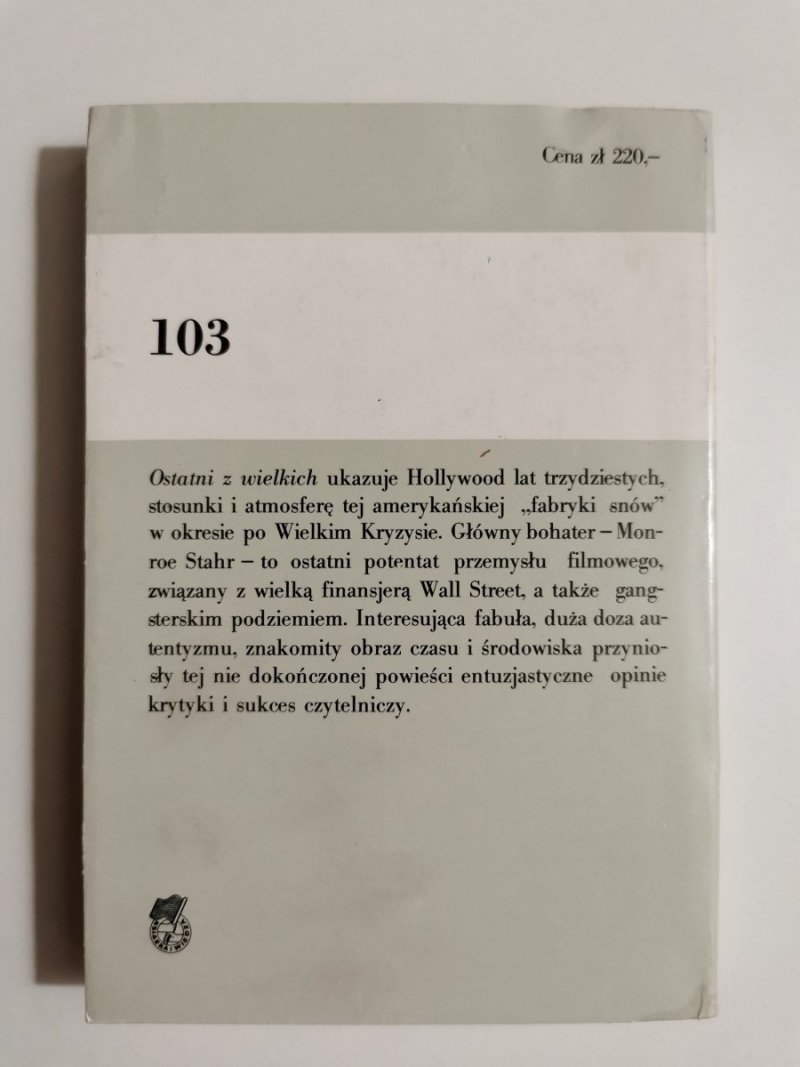 Cena zł 220,–
103
Ostatni z wielkich ukazuje Hollywood lat trzydziestych,
stosunki i atmosferę tej amerykańskiej „fabryki snów”
w okresie po Wielkim Kryzysie. Główny bohater – Mon-
roe Stahr – to ostatni potentat przemysłu filmowego,
związany z wielką finansjerą Wall Street, a także gang-
sterskim podziemiem. Interesująca fabuła, duża doza au-
tentyzmu, znakomity obraz czasu i środowiska przynio-
sły tej nie dokończonej powieści entuzjastyczne opinie
krytyki i sukces czytelniczy.
KSIĄŻKA I WIEDZA